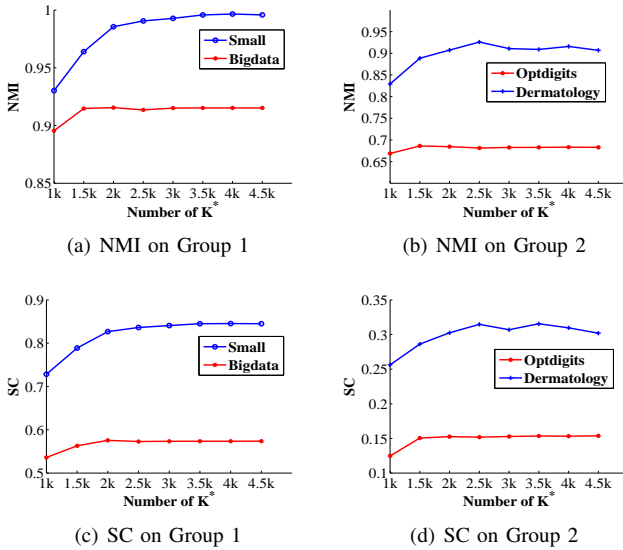 1
0.95
0.9
0.85
NMI
Small
Bigdata
1k 1.5k 2k 2.5k 3k 3.5k 4k 4.5k
Number of K*
(a) NMI on Group 1
0.95
0.85
0.75
0.65
NMI
Optdigits
Dermatology
1k 1.5k 2k 2.5k 3k 3.5k 4k 4.5k
Number of K*
(b) NMI on Group 2
0.9
0.8
0.7
0.6
0.5
SC
Small
Bigdata
1k 1.5k 2k 2.5k 3k 3.5k 4k 4.5k
Number of K*
(c) SC on Group 1
0.35
0.3
0.25
0.2
0.15
0.1
SC
Optdigits
Dermatology
1k 1.5k 2k 2.5k 3k 3.5k 4k 4.5k
Number of K*
(d) SC on Group 2